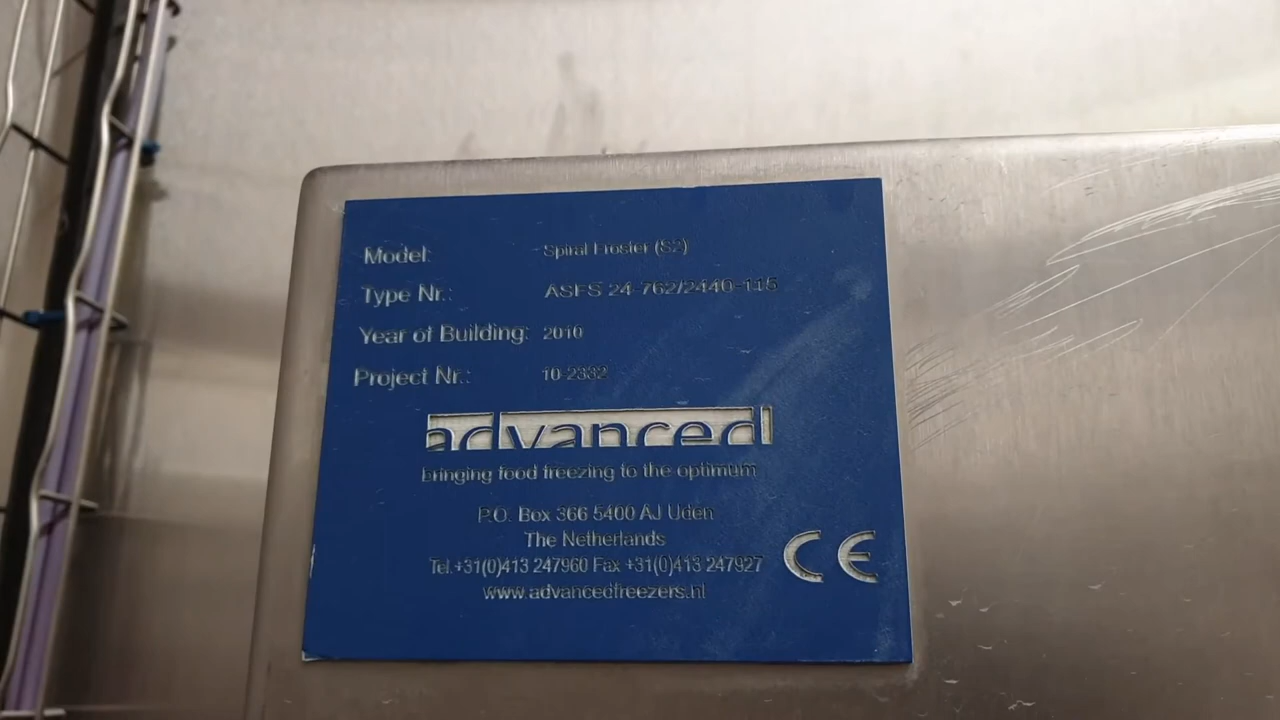 Model: Spiral Froster (S2)
Type Nr.: ASFS 24-762/2440-115
Year of Building: 2010
Project Nr.: 10-2332
advanced
bringing food freezing to the optimum
P.O. Box 366 5400 AJ Uden
The Netherlands
Tel.+31(0)413 247960 Fax +31(0)413 247927
www.advancedfreezers.nl
CE